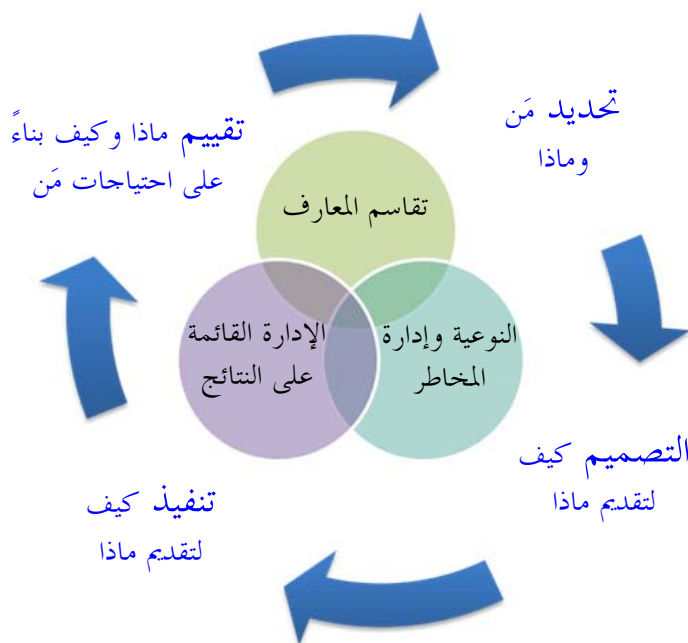 تحديد مَن
وماذا
تقييم ماذا وكيف بناءً
على احتياجات مَن
تقاسم المعارف
النوعية وإدارة
المخاطر
الإدارة القائمة
على النتائج
التصميم كيف
لتقديم ماذا
تنفيذ كيف
لتقديم ماذا